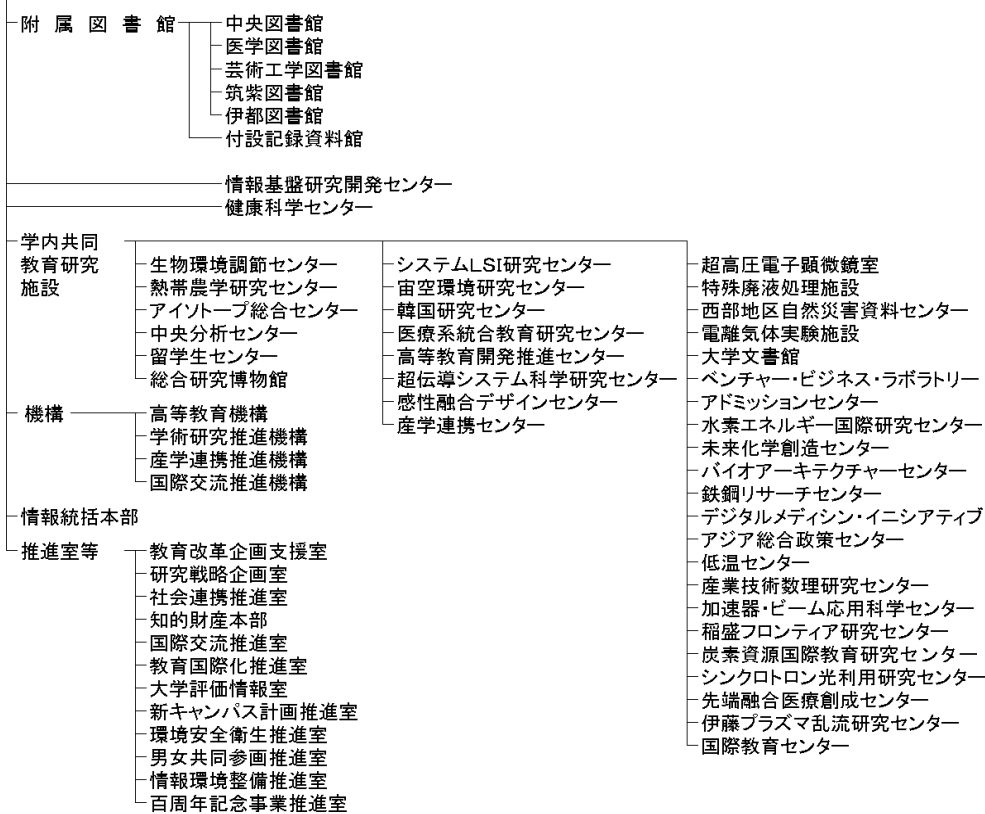 附属図書館
中央図書館
医学図書館
芸術工学図書館
筑紫図書館
伊都図書館
付設記録資料館
情報基盤研究開発センター
健康科学センター
学内共同
教育研究
施設
生物環境調節センター
熱帯農学研究センター
アイソトープ総合センター
中央分析センター
留学生センター
総合研究博物館
システムLSI研究センター
宙空環境研究センター
韓国研究センター
医療系統合教育研究センター
高等教育開発推進センター
超伝導システム科学研究センター
感性融合デザインセンター
産学連携センター
超高圧電子顕微鏡室
特殊廃液処理施設
西部地区自然災害資料センター
電離気体実験施設
大学文書館
ベンチャー・ビジネス・ラボラトリー
アドミッションセンター
水素エネルギー国際研究センター
未来化学創造センター
バイオアーキテクチャーセンター
鉄鋼リサーチセンター
デジタルメディシン・イニシアティブ
アジア総合政策センター
低温センター
産業技術数理研究センター
加速器・ビーム応用科学センター
稲盛フロンティア研究センター
炭素資源国際教育研究センター
シンクロトロン光利用研究センター
先端融合医療創成センター
伊藤プラズマ乱流研究センター
国際教育センター
機構
高等教育機構
学術研究推進機構
産学連携推進機構
国際交流推進機構
情報統括本部
推進室等
教育改革企画支援室
研究戦略企画室
社会連携推進室
知的財産本部
国際交流推進室
教育国際化推進室
大学評価情報室
新キャンパス計画推進室
環境安全衛生推進室
男女共同参画推進室
情報環境整備推進室
百周年記念事業推進室